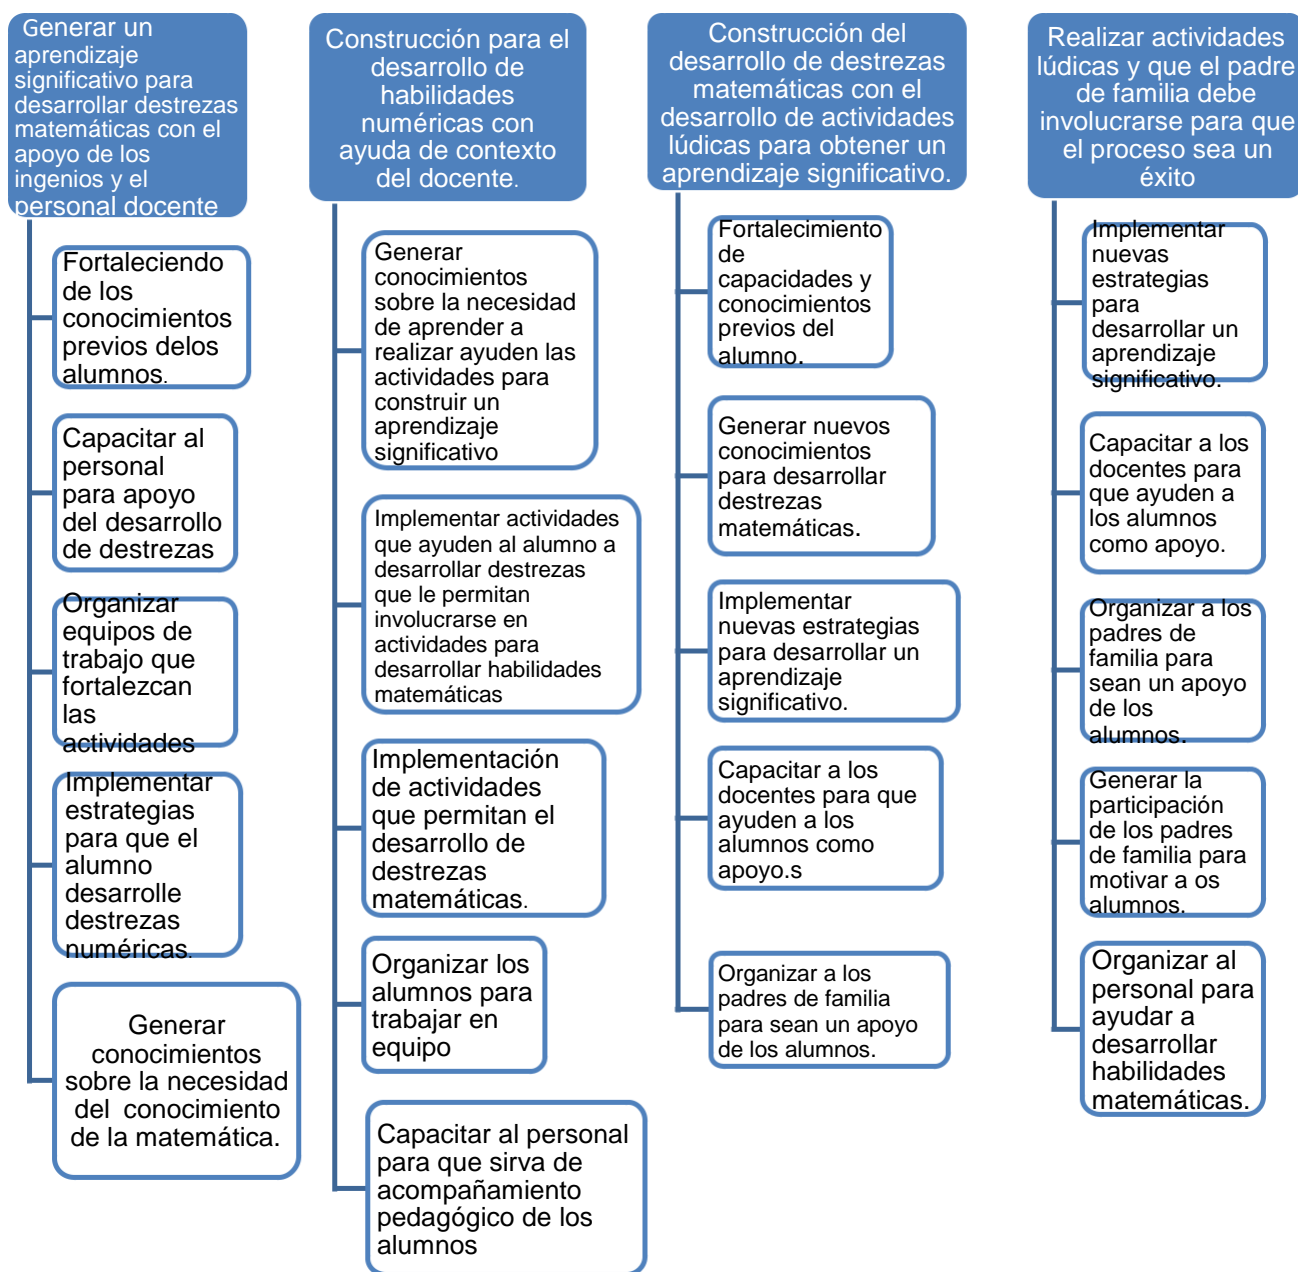 Generar un
aprendizaje
significativo para
desarrollar destrezas
matemáticas con el
apoyo de los
ingenios y el
personal docente
Fortaleciendo
de los
conocimientos
previos delos
alumnos.
Capacitar al
personal
para apoyo
del desarrollo
de destrezas
Organizar
equipos de
trabajo que
fortalezcan
las
actividades
Implementar
estrategias
para que el
alumno
desarrolle
destrezas
numéricas.
Generar
conocimientos
sobre la necesidad
del conocimiento
de la matemática.
Construcción para el
desarrollo de
habilidades
numéricas con
ayuda de contexto
del docente.
Generar
conocimientos
sobre la necesidad
de aprender a
realizar ayuden las
actividades para
construir un
aprendizaje
significativo
Implementar actividades
que ayuden al alumno a
desarrollar destrezas
que le permitan
involucrarse en
actividades para
desarrollar habilidades
matemáticas
Implementación
de actividades
que permitan el
desarrollo de
destrezas
matemáticas.
Organizar los
alumnos para
trabajar en
equipo
Capacitar al personal
para que sirva de
acompañamiento
pedagógico de los
alumnos
Construcción del
desarrollo de destrezas
matemáticas con el
desarrollo de actividades
lúdicas para obtener un
aprendizaje significativo.
Fortalecimiento
de
capacidades y
conocimientos
previos del
alumno.
Generar nuevos
conocimientos
para desarrollar
destrezas
matemáticas.
Implementar
nuevas estrategias
para desarrollar un
aprendizaje
significativo.
Capacitar a los
docentes para que
ayuden a los
alumnos como
apoyo.s
Organizar a los
padres de familia
para sean un apoyo
de los alumnos.
Realizar actividades
lúdicas y que el padre
de familia debe
involucrarse para que
el proceso sea un
éxito
Implementar
nuevas
estrategias
para
desarrollar un
aprendizaje
significativo.
Capacitar a los
docentes para
que ayuden a
los alumnos
como apoyo.
Organizar a los
padres de
familia para
sean un apoyo
de los
alumnos.
Generar la
participación
de los padres
de familia para
motivar a os
alumnos.
Organizar al
personal para
ayudar a
desarrollar
habilidades
matemáticas.